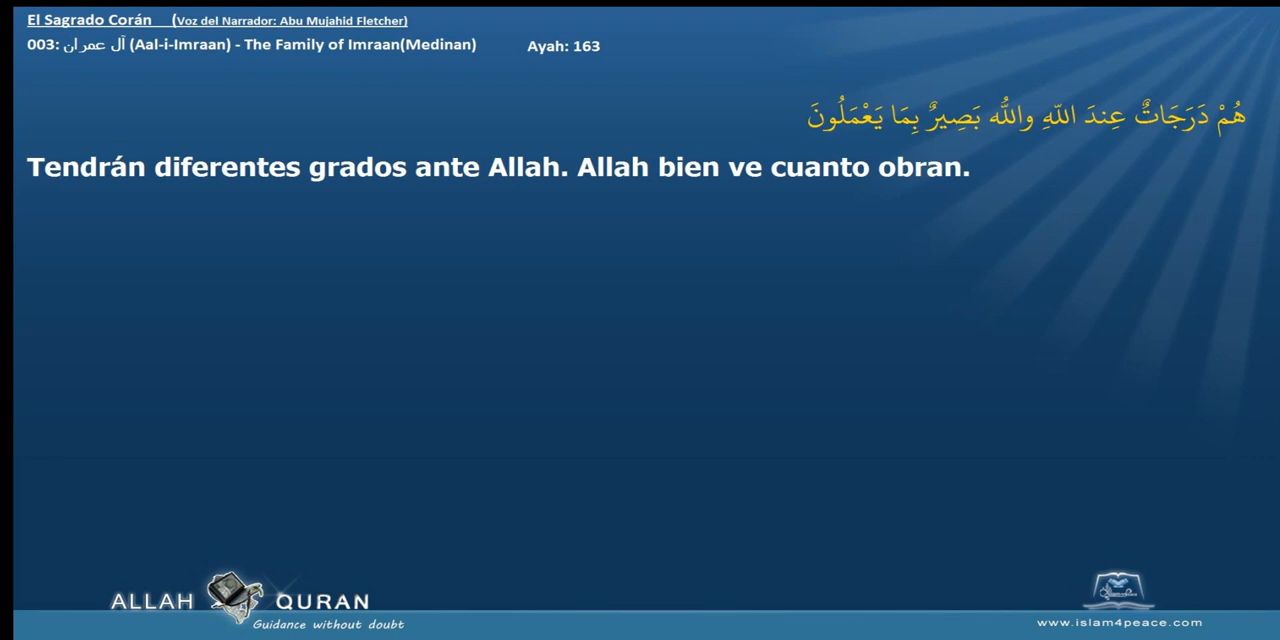 El Sagrado Corán (Voz del Narrador: Abu Mujahid Fletcher)
003: آل عمران (Aal-i-Imraan) - The Family of Imraan(Medinan) Ayah: 163
هُمْ دَرَجَاتٌ عِندَ اللّهِ واللّهُ بَصِيرٌ بِمَا يَعْمَلُونَ
Tendrán diferentes grados ante Allah. Allah bien ve cuanto obran.
ALLAH QURAN
Guidance without doubt
www.islam4peace.com